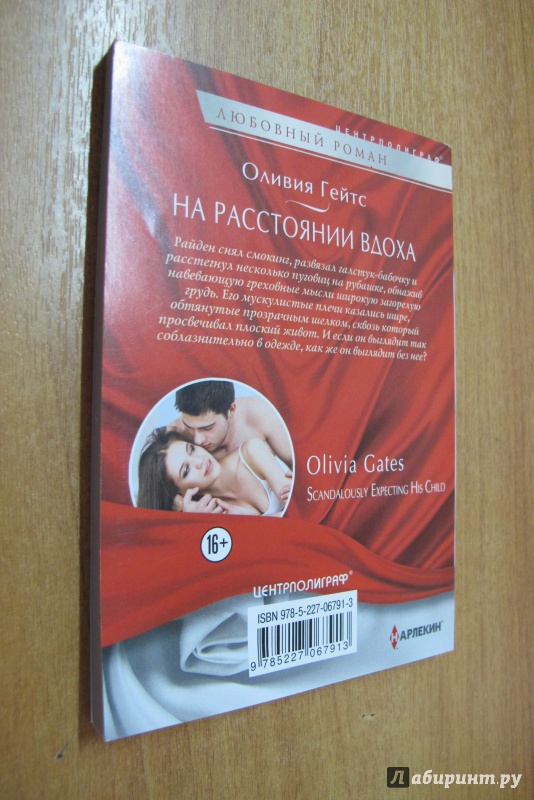 ЦЕНТРПОЛИГРАФ®
ЛЮБОВНЫЙ РОМАН
Оливия Гейтс
НА РАССТОЯНИИ ВДОХА
Райден снял смокинг, развязал галстук-бабочку и
расстегнул несколько пуговиц на рубашке, обнажив
навевающую греховные мысли широкую загорелую
грудь. Его мускулистые плечи казались шире,
обтянутые прозрачным шелком, сквозь который
просвечивал плоский живот. И если он выглядит так
соблазнительно в одежде, как же он выглядит без нее?
Olivia Gates
SCANDALOUSLY EXPECTING HIS CHILD
16+
ЦЕНТРПОЛИГРАФ®
ISBN 978-5-227-06791-3
9 785227 067913
АРЛЕКИН®
Лабиринт.ру